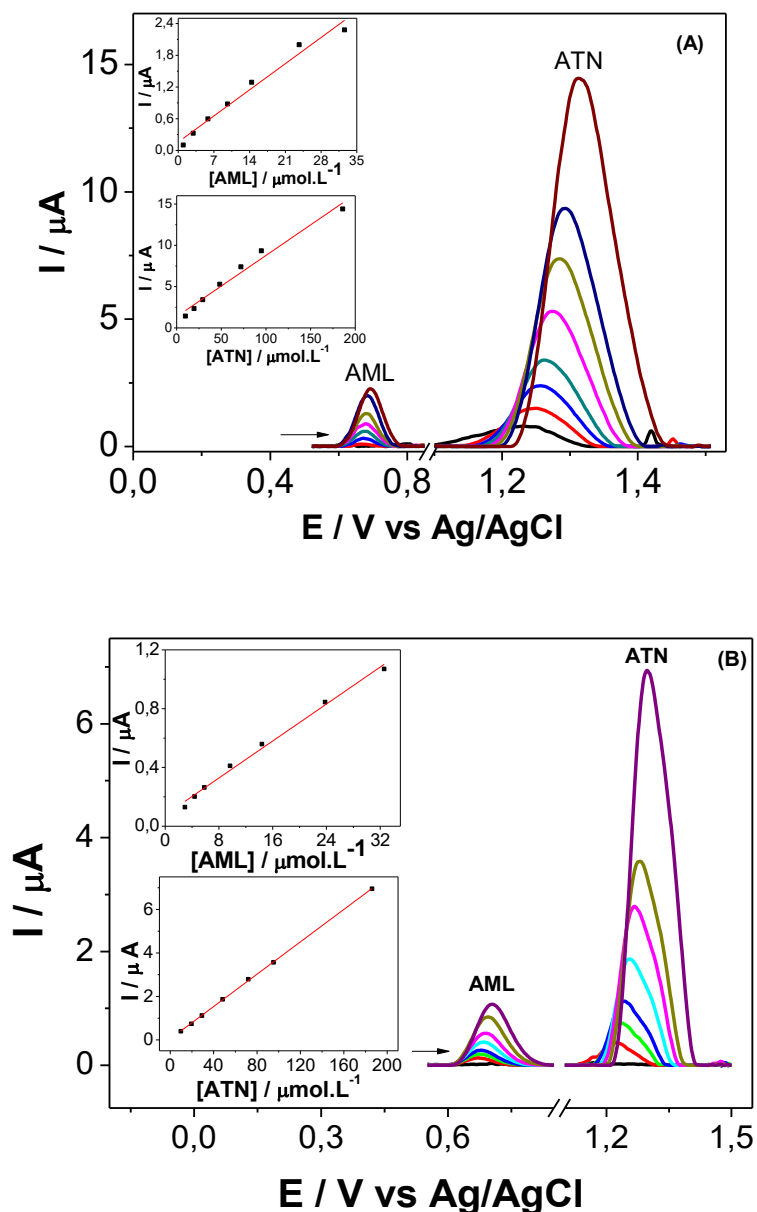 (A)
ATN
AML
15
10
5
0
I / μA
0,0 0,4 0,8 1,2 1,4
E / V vs Ag/AgCl
2,4
1,8
1,2
0,6
0,0
I / μA
0 7 14 21 28 35
[AML] / μmol.L-1
15
10
5
0
I / μ A
0 50 100 150 200
[ATN] / μmol.L-1
(B)
ATN
AML
6
4
2
0
I / μA
0,0 0,3 0,6 1,2 1,5
E / V vs Ag/AgCl
1,2
0,8
0,4
0,0
I / μA
0 8 16 24 32
[AML] / μmol.L-1
6
4
2
0
I / μ A
0 40 80 120 160 200
[ATN] / μmol.L-1